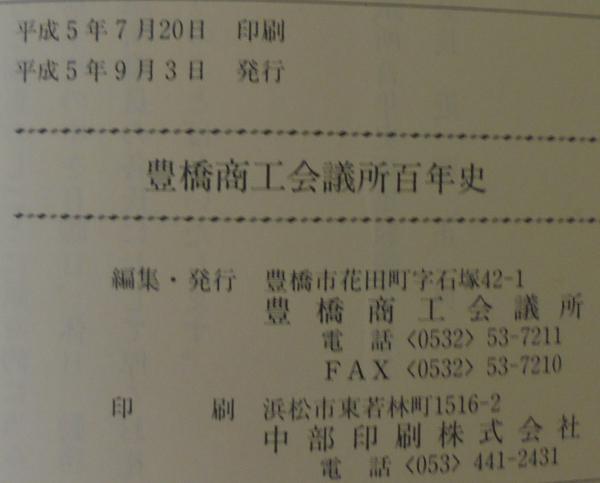 平成5年7月20日 印刷
平成5年9月3日 発行
豊橋商工会議所百年史
編集・発行 豊橋市花田町字石塚42-1
豊橋商工会議所
電話〈0532〉53-7211
FAX〈0532〉53-7210
印刷 浜松市東若林町1516-2
中部印刷株式会社
電話〈053〉441-2431